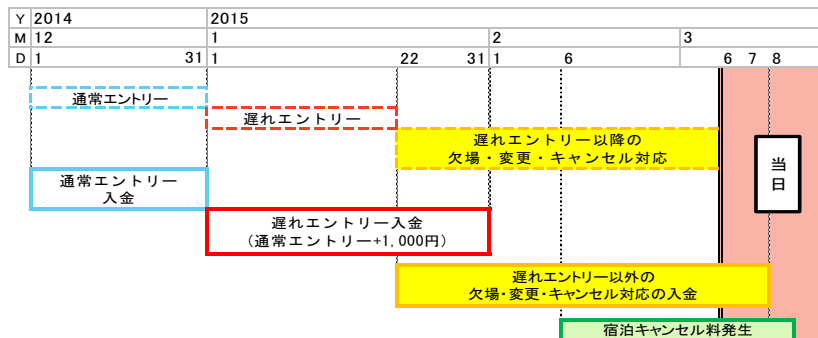 Y 2014 2015
M 12 1 2 3
D 1 31 1 22 31 1 6 6 7 8
通常エントリー
遅れエントリー
遅れエントリー以降の
欠場・変更・キャンセル対応
当
日
通常エントリー
入金
遅れエントリー入金
（通常エントリー+1,000円）
遅れエントリー以外の
欠場・変更・キャンセル対応の入金
宿泊キャンセル料発生